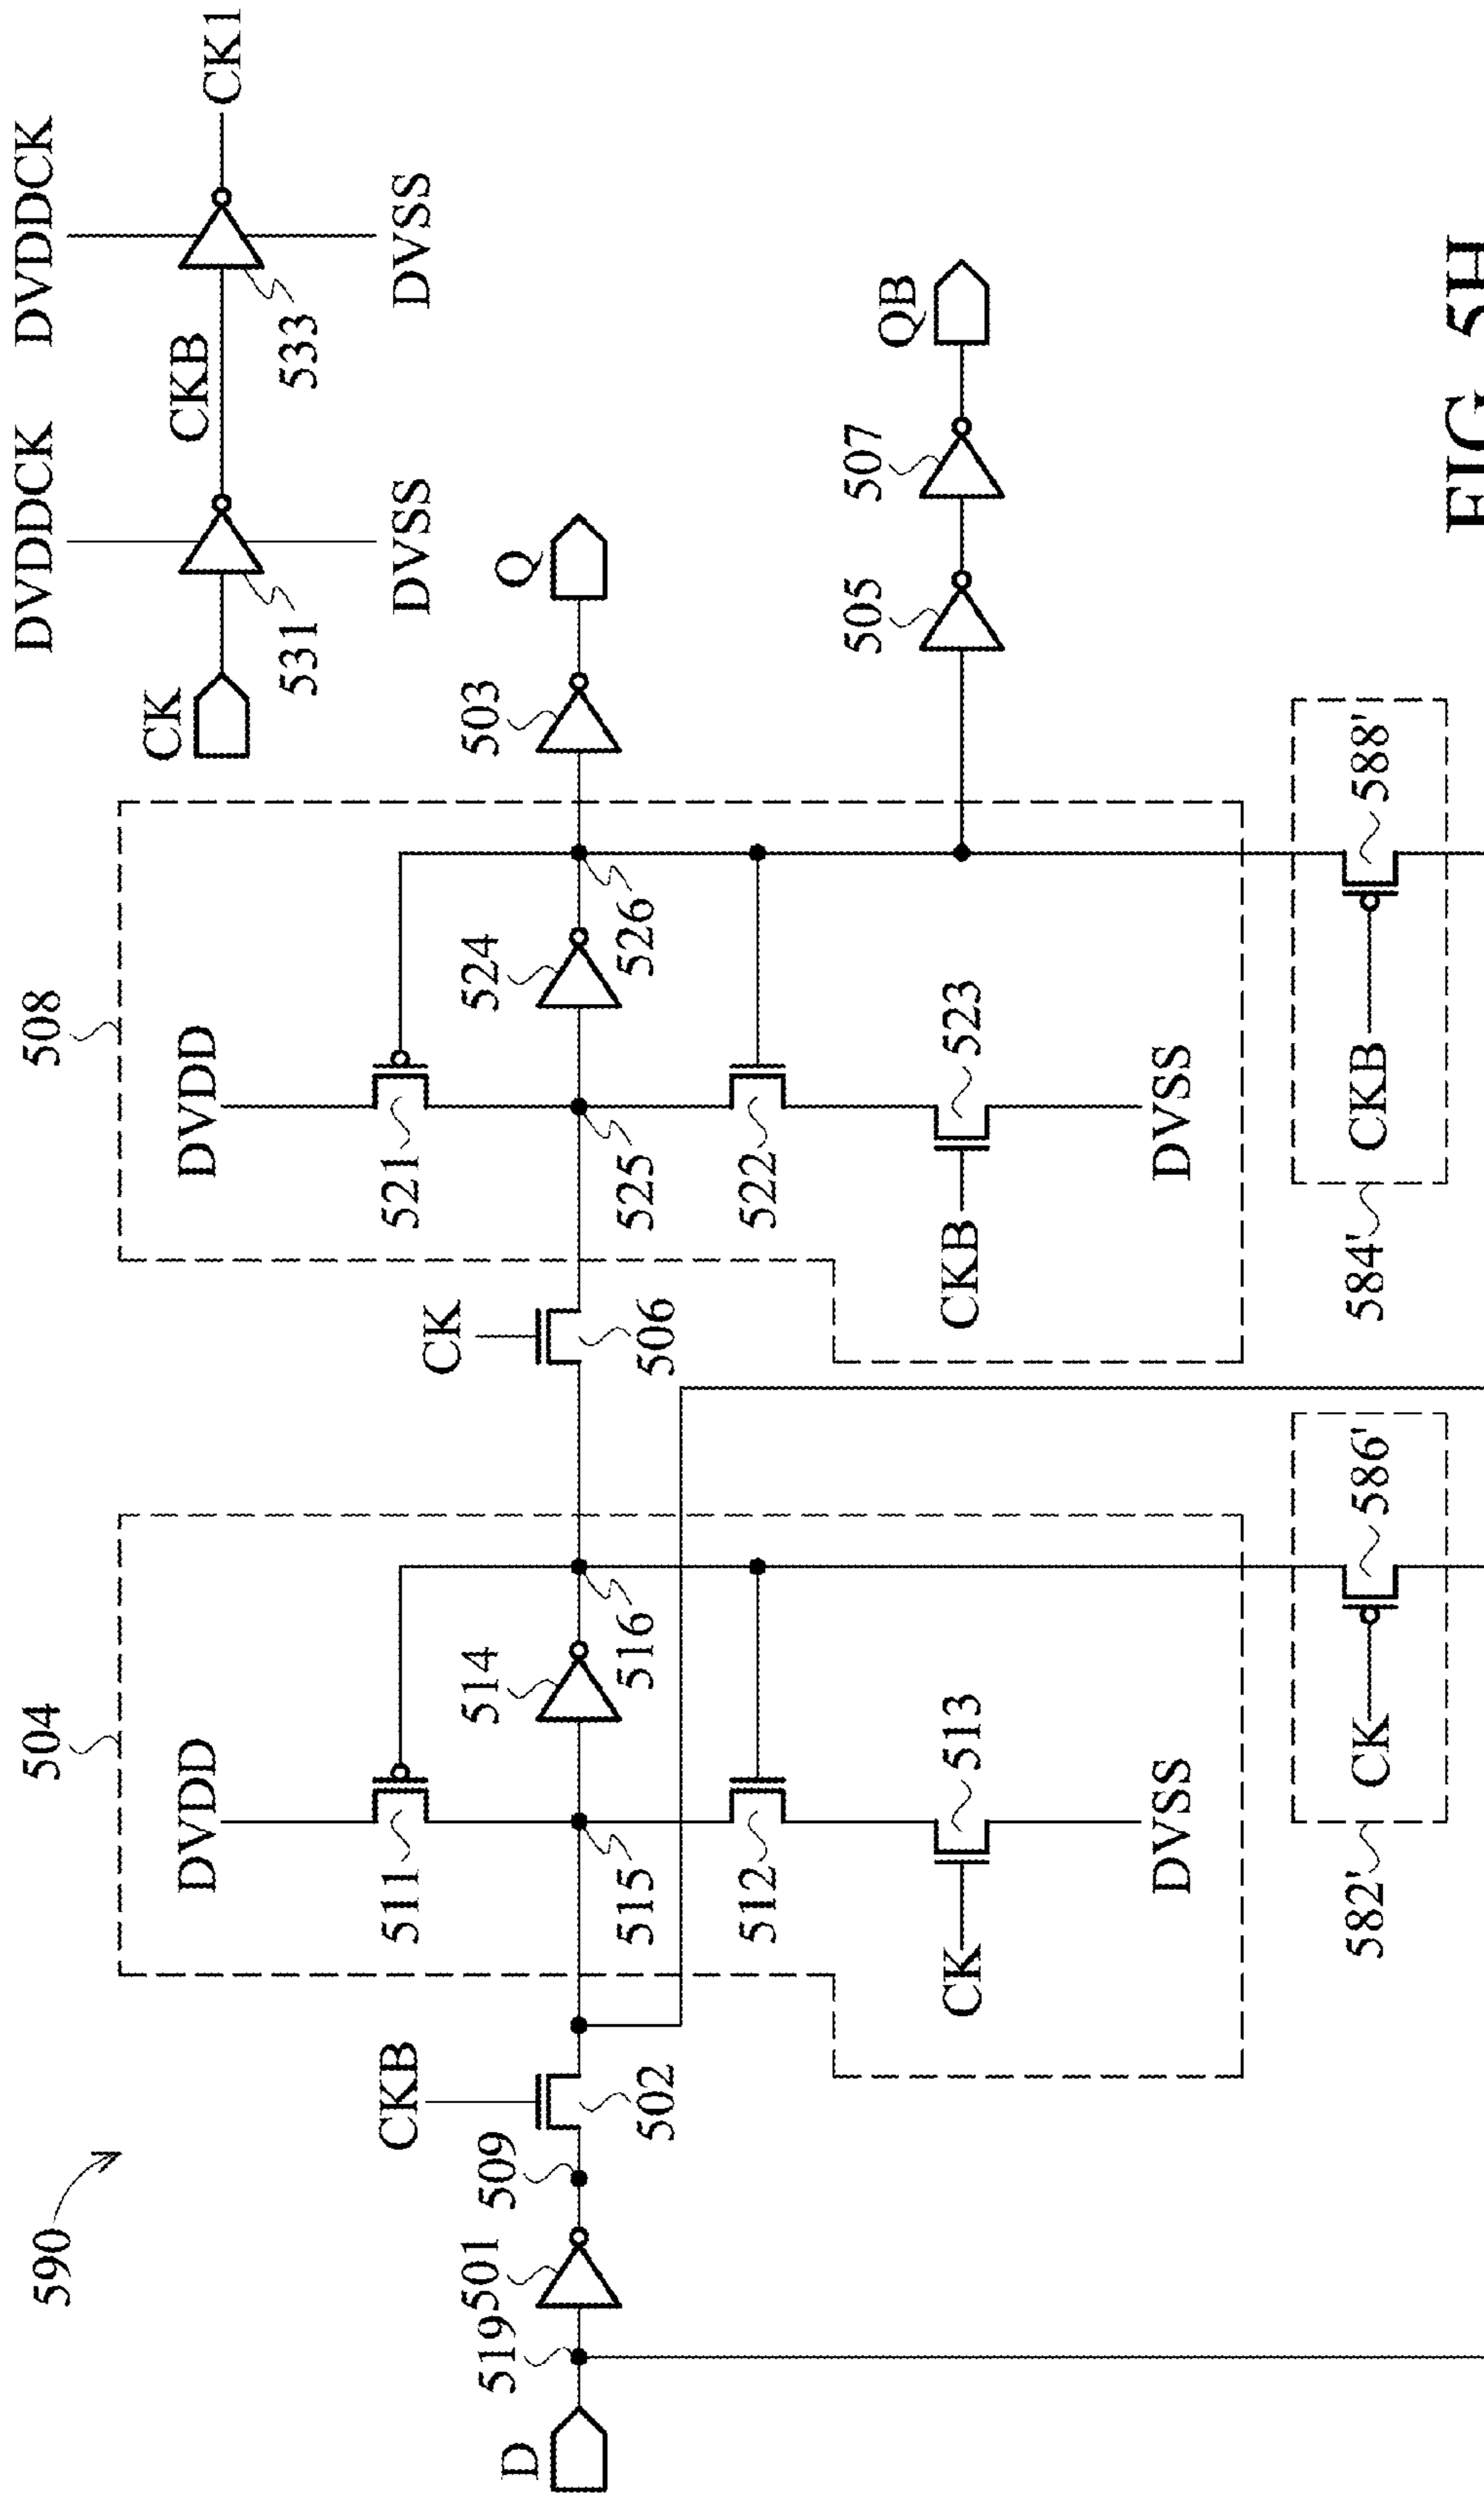 590
504
508
DVDDCK
DVDDCK
DVDD
DVDD
CK
CKB
CK1
531
533
CKB
511
521
DVSS
DVSS
CK
D
519
501
509
514
524
503
Q
502
515
516
506
525
526
512
522
505
507
QB
CK
513
CKB
523
DVSS
DVSS
582'
CK
586'
584'
CKB
588'
FIG. 5H